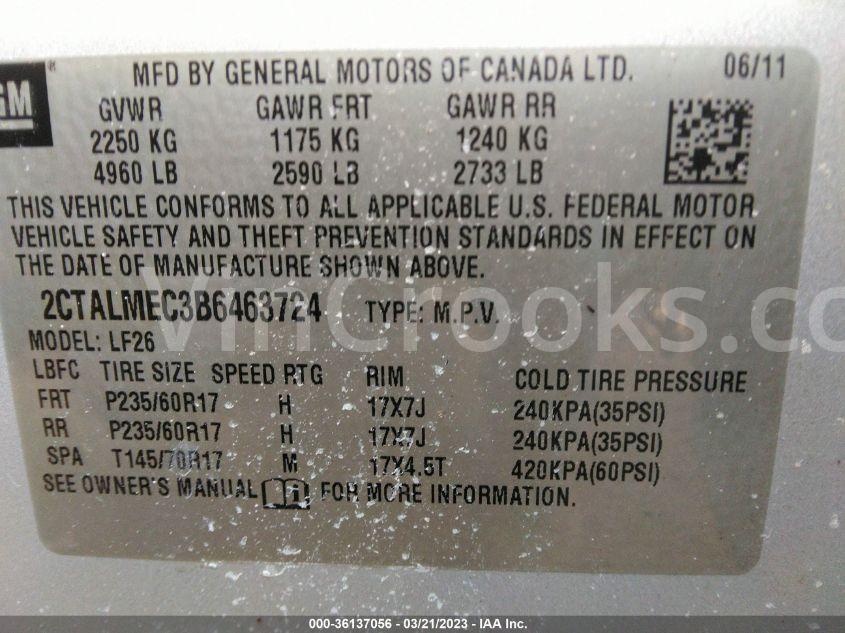 GM ®
MFD BY GENERAL MOTORS OF CANADA LTD. 06/11
GVWR GAWR FRT GAWR RR
2250 KG 1175 KG 1240 KG
4960 LB 2590 LB 2733 LB
THIS VEHICLE CONFORMS TO ALL APPLICABLE U.S. FEDERAL MOTOR
VEHICLE SAFETY AND THEFT PREVENTION STANDARDS IN EFFECT ON
THE DATE OF MANUFACTURE SHOWN ABOVE.
2CTALMEC3B6463724 TYPE: M.P.V.
VinCrooks.com
MODEL: LF26
LBFC TIRE SIZE SPEED RTG RIM COLD TIRE PRESSURE
FRT P235/60R17 H 17X7J 240KPA(35PSI)
RR P235/60R17 H 17X7J 240KPA(35PSI)
SPA T145/70R17 M 17X4.5T 420KPA(60PSI)
SEE OWNER'S MANUAL i FOR MORE INFORMATION.
000-36137056 - 03/21/2023 - IAA Inc.